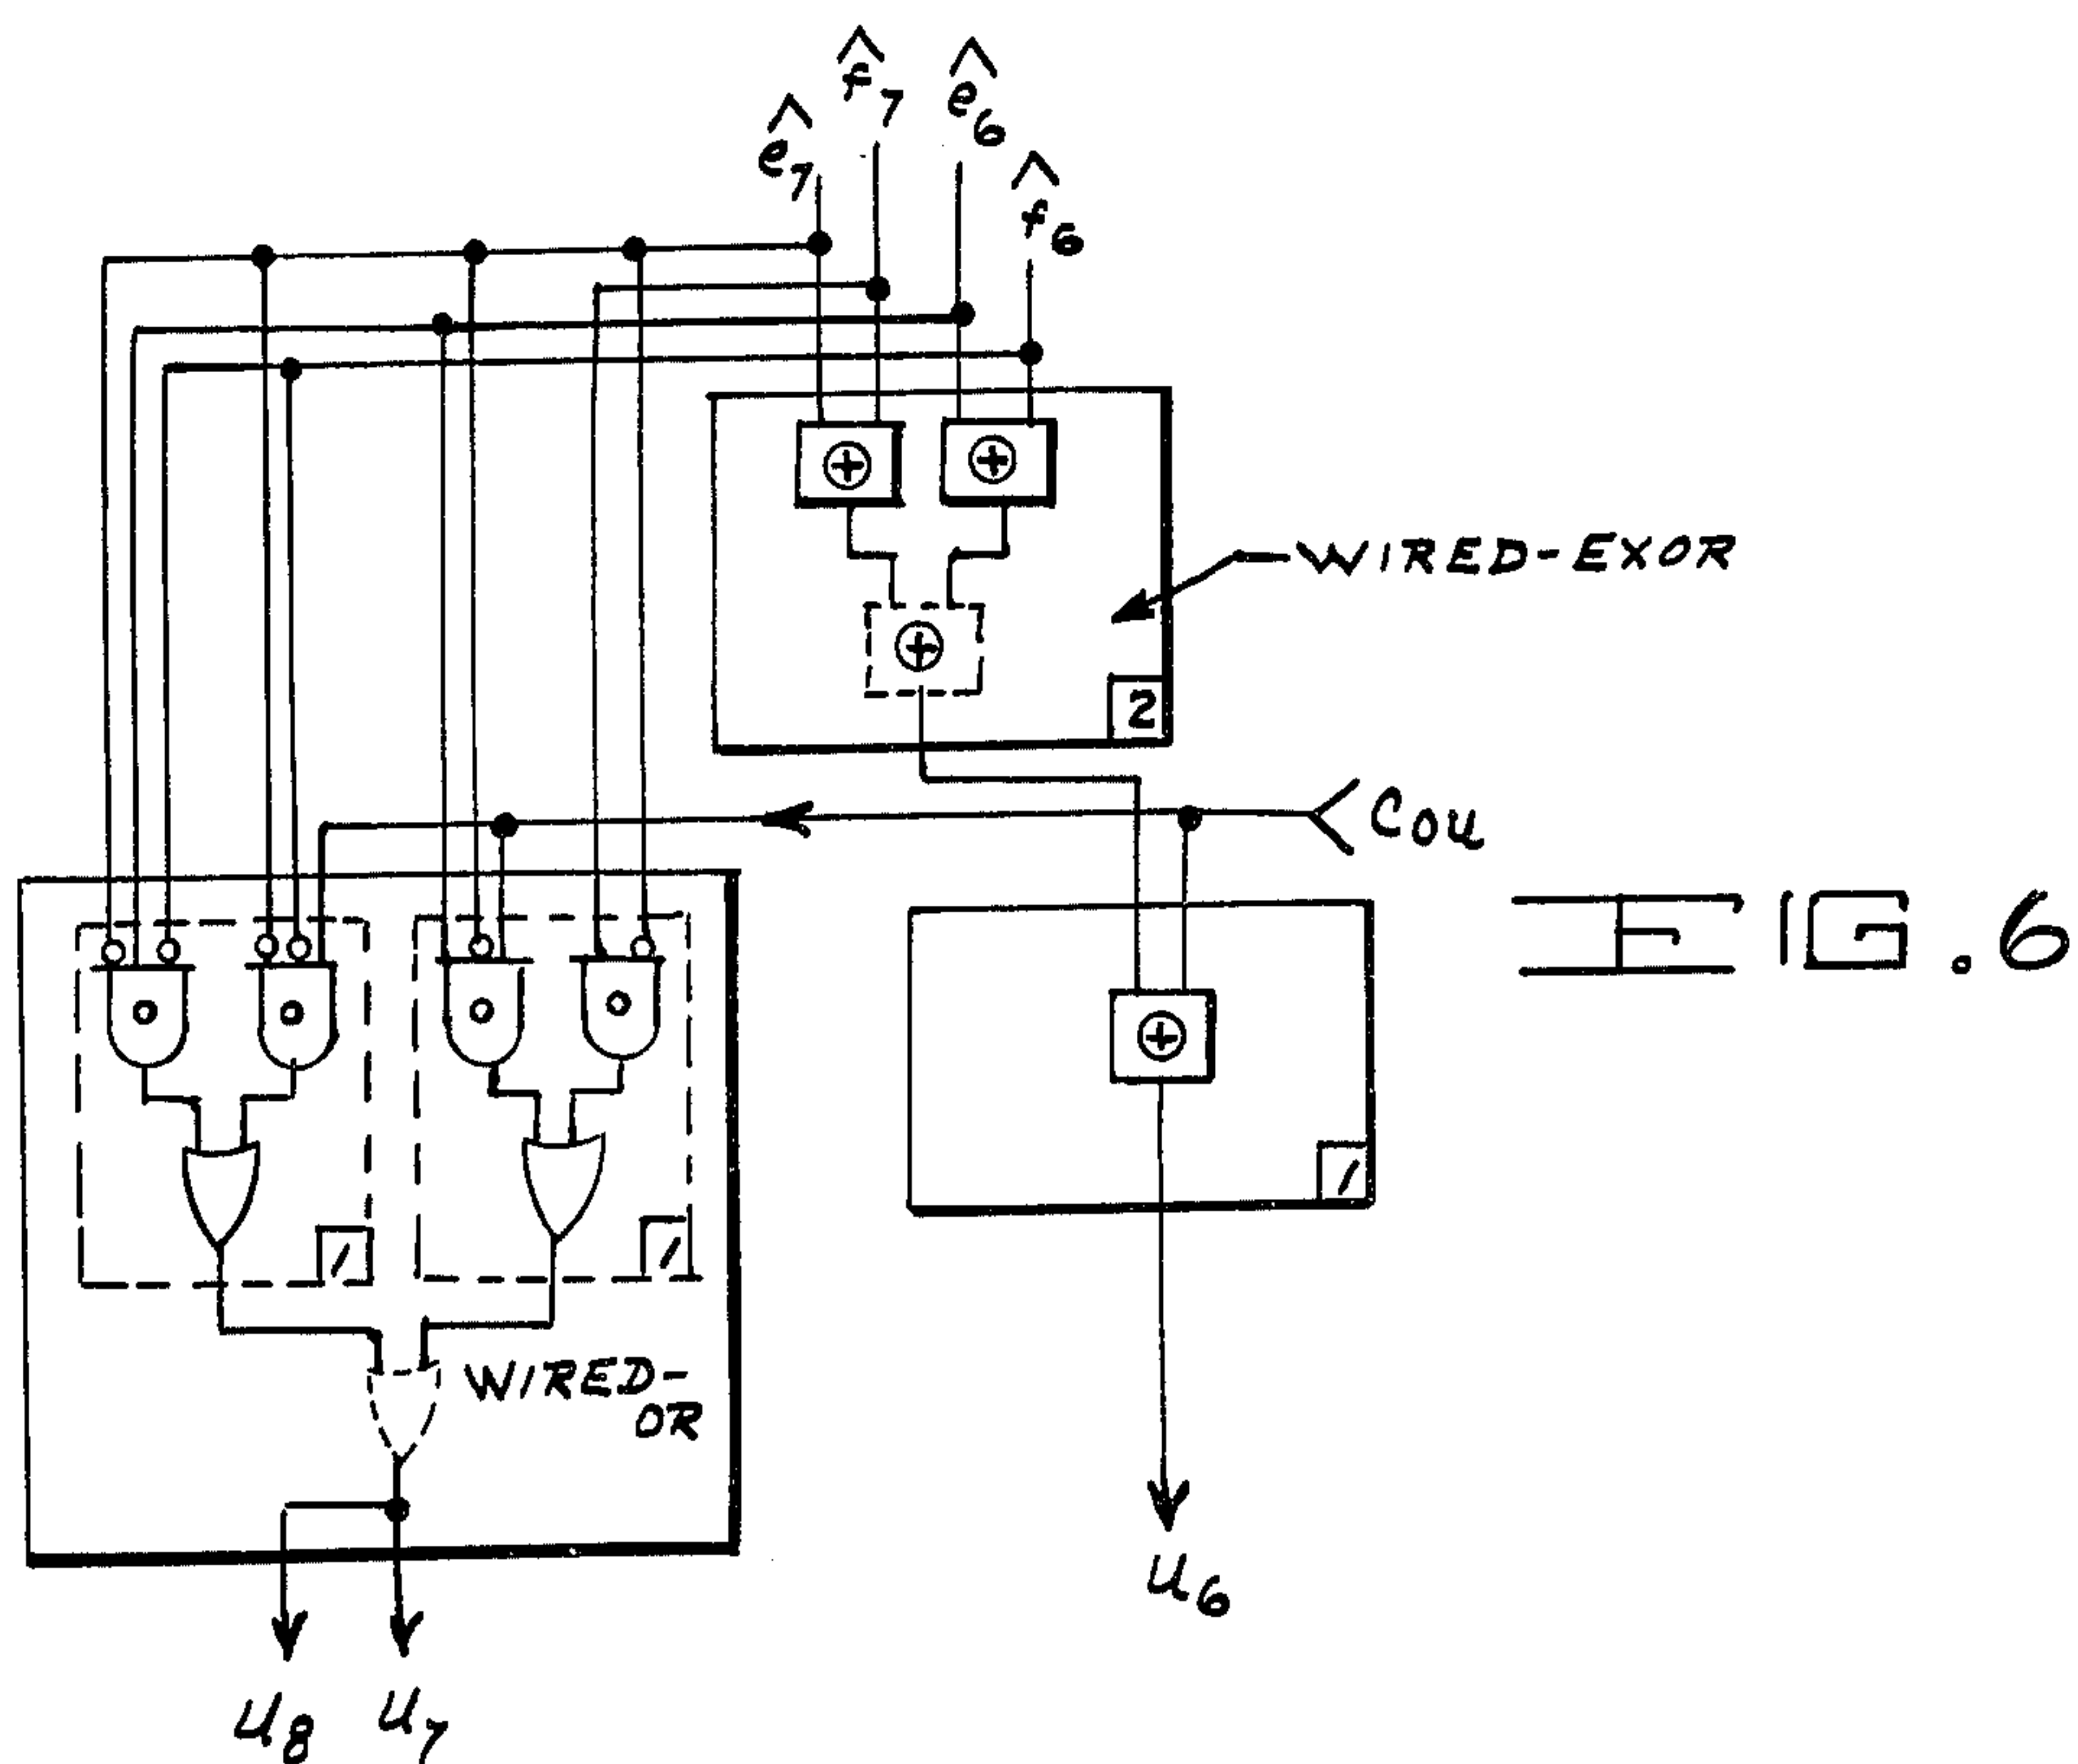 ê7
f̂7
ê6
f̂6
WIRED-EXOR
2
COU
FIG. 6
1
1
1
WIRED-
OR
u6
u8
u7